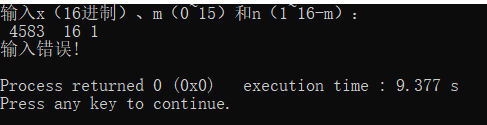 输入x（16进制）、m（0~15）和n（1~16-m）：
 4583  16 1
输入错误!
Process returned 0 (0x0)   execution time : 9.377 s
Press any key to continue.